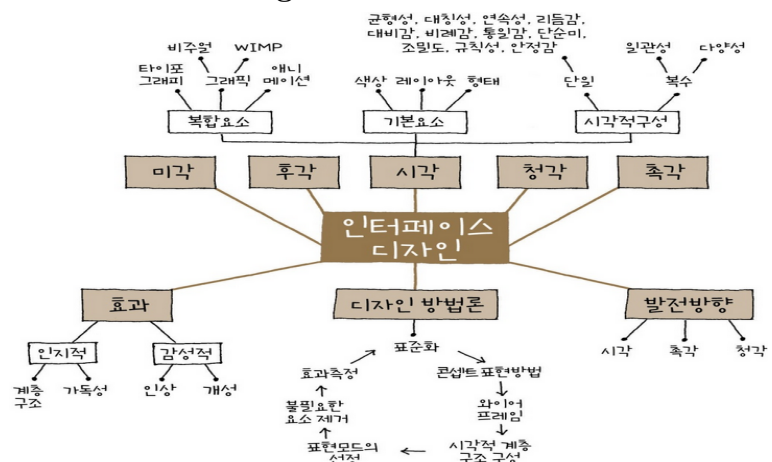 균형성, 대칭성, 연속성, 리듬감,
대비감, 비례감, 통일감, 단순미,
조밀도, 규칙성, 안정감
비주얼
WIMP
일관성
다양성
타이포
그래피
그래픽
애니
메이션
색상
레이아웃
형태
단일
복수
복합요소
기본요소
시각적구성
미각
후각
시각
청각
촉각
인터페이스
디자인
효과
디자인 방법론
발전방향
인지적
감성적
계층
구조
가독성
인상
개성
표준화
콘셉트 표현방법
와이어
프레임
시각적 계층
구조 구성
표현모드의
선정
불필요한
요소 제거
효과측정
시각
촉각
청각